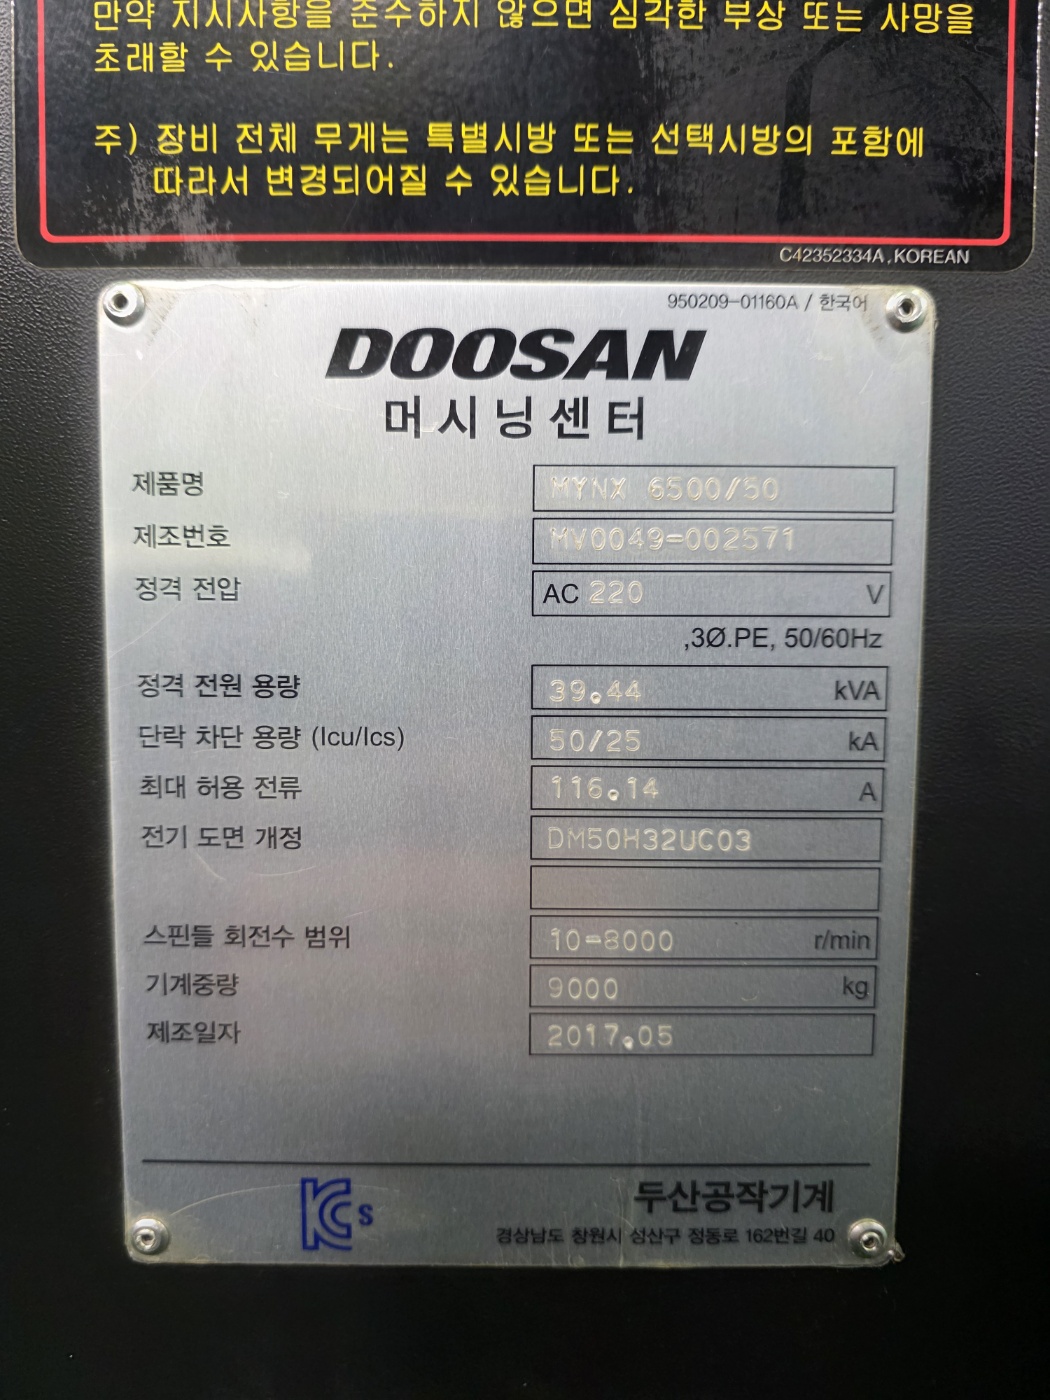 만약 지시사항을 준수하지 않으면 심각한 부상 또는 사망을
초래할 수 있습니다.
주) 장비 전체 무게는 특별시방 또는 선택시방의 포함에
따라서 변경되어질 수 있습니다.
C42352334A,KOREAN
950209-01160A / 한국어
DOOSAN
머시닝센터
제품명 MYNX 6500/50
제조번호 MV0049-002571
정격 전압 AC 220 V
,3Ø.PE, 50/60Hz
정격 전원 용량 39.44 kVA
단락 차단 용량 (Icu/Ics) 50/25 kA
최대 허용 전류 116.14 A
전기 도면 개정 DM50H32UC03
스핀들 회전수 범위 10-8000 r/min
기계중량 9000 kg
제조일자 2017.05
KCs 두산공작기계
경상남도 창원시 성산구 정동로 162번길 40